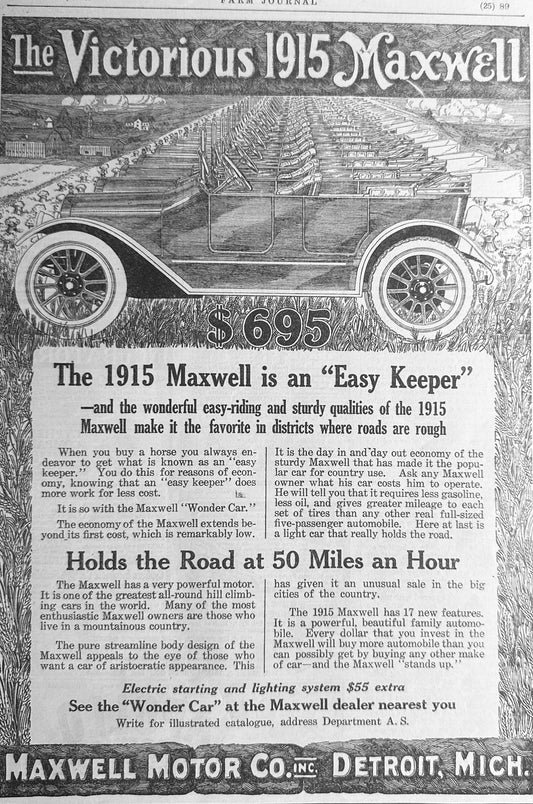 FARM JOURNAL
(25) 89
The Victorious 1915 Maxwell
$695
The 1915 Maxwell is an "Easy Keeper"
—and the wonderful easy-riding and sturdy qualities of the 1915
Maxwell make it the favorite in districts where roads are rough
When you buy a horse you always en-
deavor to get what is known as an "easy
keeper." You do this for reasons of econ-
omy, knowing that an "easy keeper" does
more work for less cost.
It is so with the Maxwell "Wonder Car."
The economy of the Maxwell extends be-
yond its first cost, which is remarkably low.
It is the day in and day out economy of the
sturdy Maxwell that has made it the popu-
lar car for country use. Ask any Maxwell
owner what his car costs him to operate.
He will tell you that it requires less gasoline,
less oil, and gives greater mileage to each
set of tires than any other real full-sized
five-passenger automobile. Here at last is
a light car that really holds the road.
Holds the Road at 50 Miles an Hour
The Maxwell has a very powerful motor.
It is one of the greatest all-round hill climb-
ing cars in the world. Many of the most
enthusiastic Maxwell owners are those who
live in a mountainous country.
The pure streamline body design of the
Maxwell appeals to the eye of those who
want a car of aristocratic appearance. This
has given it an unusual sale in the big
cities of the country.
The 1915 Maxwell has 17 new features.
It is a powerful, beautiful family automo-
bile. Every dollar that you invest in the
Maxwell will buy more automobile than you
can possibly get by buying any other make
of car—and the Maxwell "stands up."
Electric starting and lighting system $55 extra
See the "Wonder Car" at the Maxwell dealer nearest you
Write for illustrated catalogue, address Department A. S.
MAXWELL MOTOR CO. INC. DETROIT, MICH.